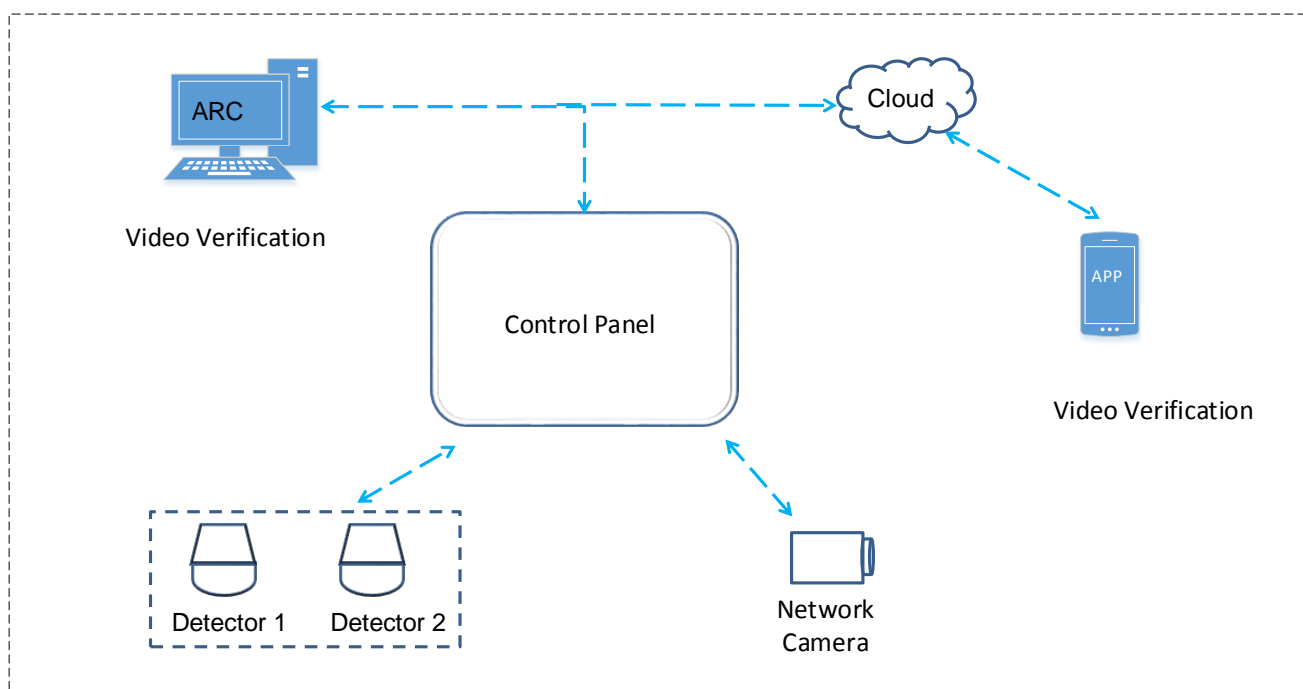 ARC
Cloud
Video Verification
APP
Control Panel
Video Verification
Detector 1
Detector 2
Network
Camera